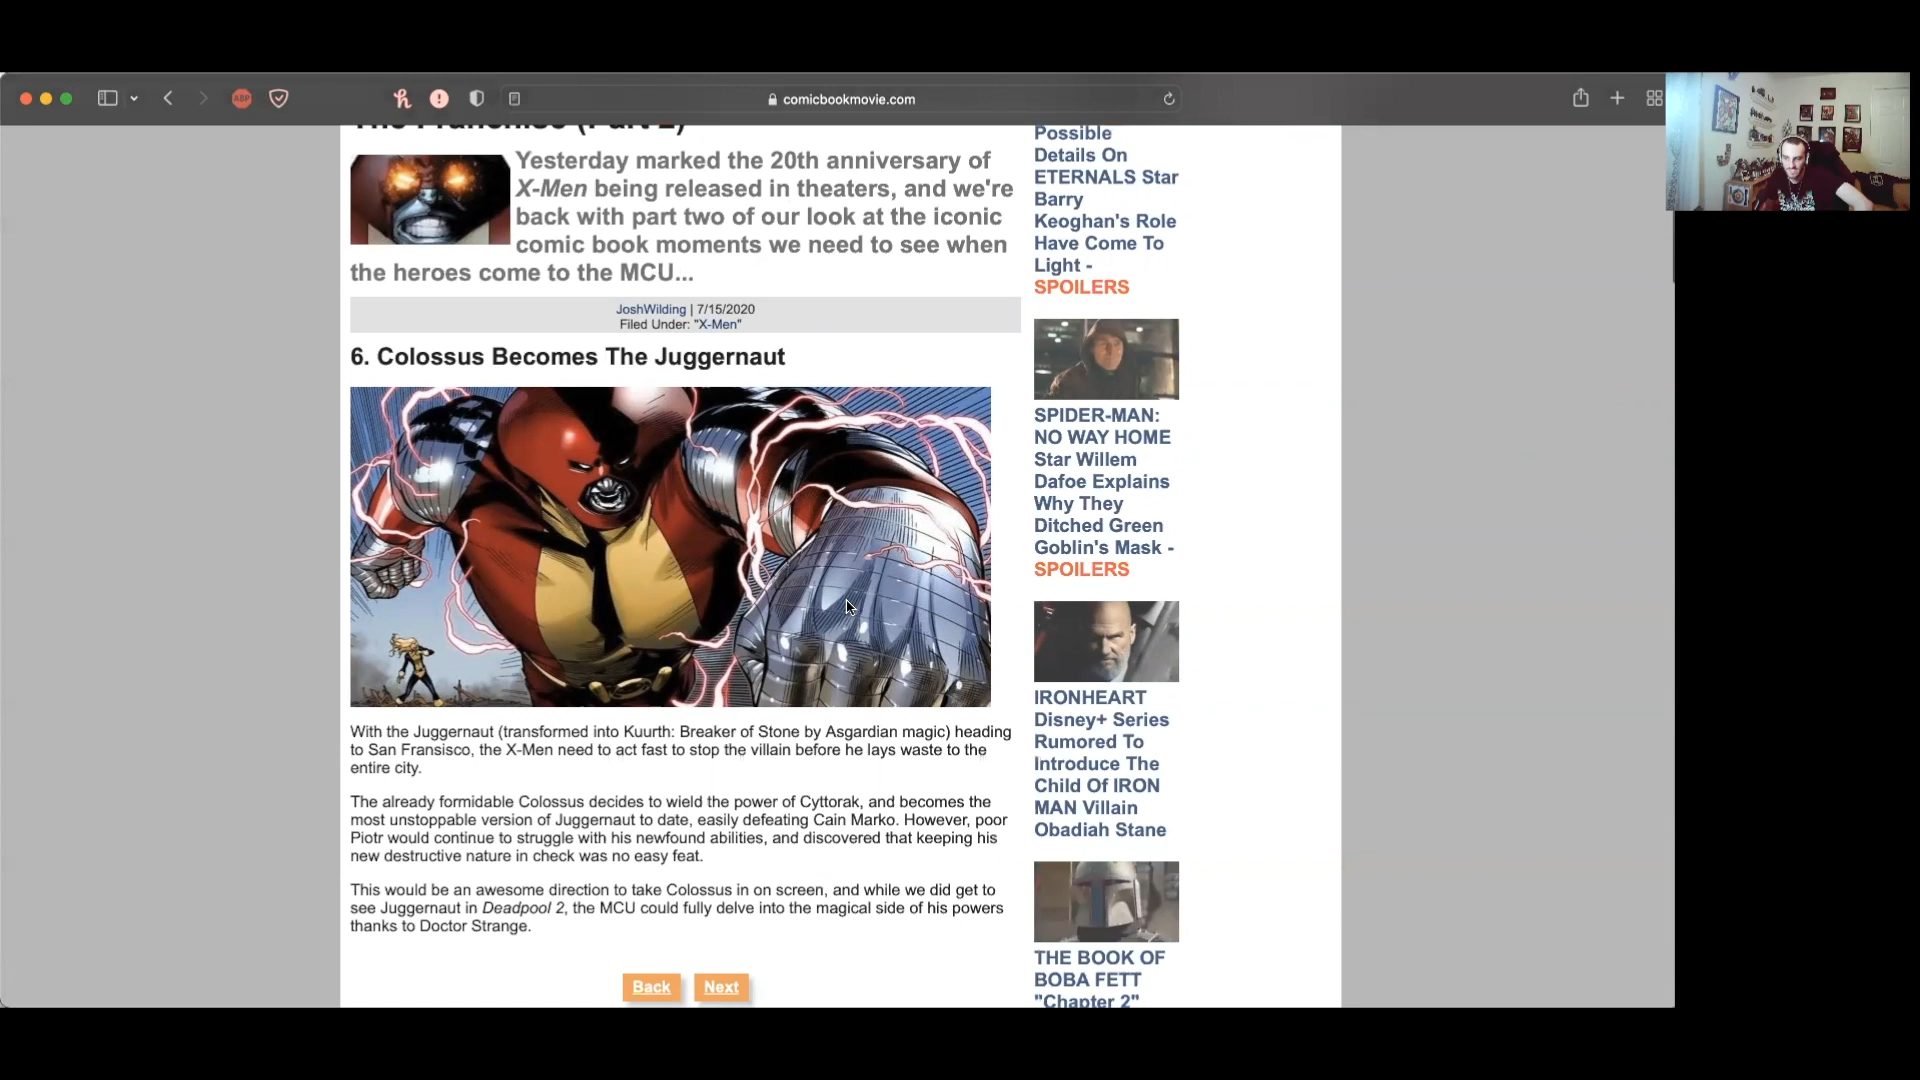 ABP
comicbookmovie.com
The Franchise (Part 2)
Yesterday marked the 20th anniversary of
X-Men being released in theaters, and we're
back with part two of our look at the iconic
comic book moments we need to see when
the heroes come to the MCU...
JoshWilding | 7/15/2020
Filed Under: "X-Men"
6. Colossus Becomes The Juggernaut
With the Juggernaut (transformed into Kuurth: Breaker of Stone by Asgardian magic) heading
to San Fransisco, the X-Men need to act fast to stop the villain before he lays waste to the
entire city.
The already formidable Colossus decides to wield the power of Cyttorak, and becomes the
most unstoppable version of Juggernaut to date, easily defeating Cain Marko. However, poor
Piotr would continue to struggle with his newfound abilities, and discovered that keeping his
new destructive nature in check was no easy feat.
This would be an awesome direction to take Colossus in on screen, and while we did get to
see Juggernaut in Deadpool 2, the MCU could fully delve into the magical side of his powers
thanks to Doctor Strange.
Back Next
Possible
Details On
ETERNALS Star
Barry
Keoghan's Role
Have Come To
Light -
SPOILERS
SPIDER-MAN:
NO WAY HOME
Star Willem
Dafoe Explains
Why They
Ditched Green
Goblin's Mask -
SPOILERS
IRONHEART
Disney+ Series
Rumored To
Introduce The
Child Of IRON
MAN Villain
Obadiah Stane
THE BOOK OF
BOBA FETT
"Chapter 2"